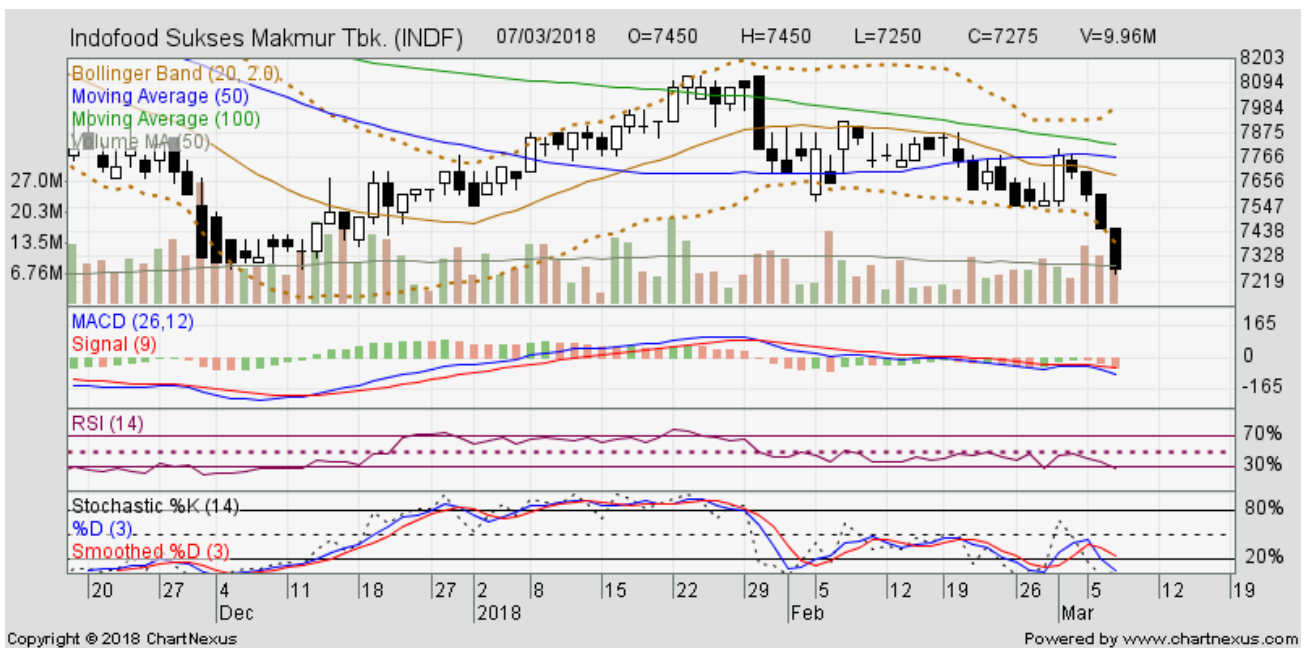 Indofood Sukses Makmur Tbk. (INDF) 07/03/2018 O=7450 H=7450 L=7250 C=7275 V=9.96M
Bollinger Band (20, 2.0)
Moving Average (50)
Moving Average (100)
Volume MA (50)
8203
8094
7984
7875
7766
7656
7547
7438
7328
7219
27.0M
20.3M
13.5M
6.76M
MACD (26,12)
Signal (9)
165
0
-165
RSI (14)
70%
30%
Stochastic %K (14)
%D (3)
Smoothed %D (3)
80%
20%
20 27 4 11 18 27 2 8 15 22 29 5 12 19 26 5 12 19
Dec 2018 Feb Mar
Copyright © 2018 ChartNexus Powered by www.chartnexus.com